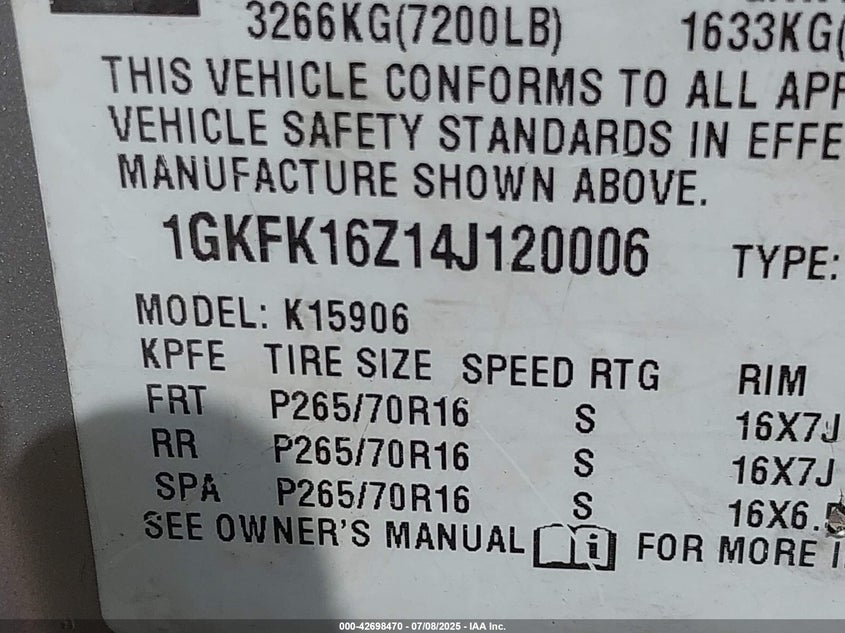 3266KG(7200LB) 1633KG(
THIS VEHICLE CONFORMS TO ALL APP
VEHICLE SAFETY STANDARDS IN EFFE
MANUFACTURE SHOWN ABOVE.
1GKFK16Z14J120006 TYPE:
MODEL: K15906
KPFE TIRE SIZE SPEED RTG RIM
FRT P265/70R16 S 16X7J
RR P265/70R16 S 16X7J
SPA P265/70R16 S 16X6.5
SEE OWNER'S MANUAL i FOR MORE I
000-42698470 - 07/08/2025 - IAA Inc.